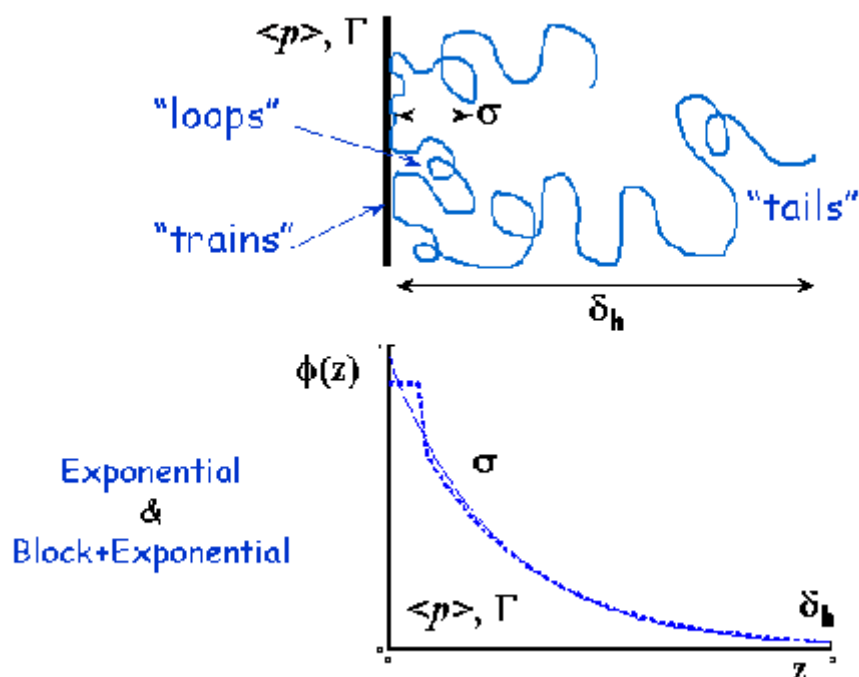 <p>, Γ
“loops”
σ
“trains”
“tails”
δh
ϕ(z)
σ
Exponential
&
Block+Exponential
<p>, Γ
δh
z